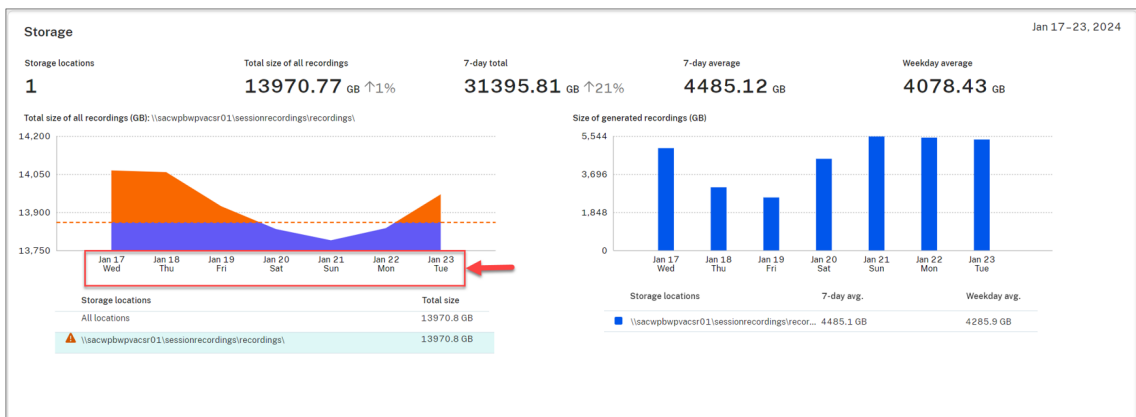 Storage
Jan 17–23, 2024
Storage locations
1
Total size of all recordings
13970.77 GB ↑1%
7-day total
31395.81 GB ↑21%
7-day average
4485.12 GB
Weekday average
4078.43 GB
Total size of all recordings (GB): \\sacwpbwpvacsr01\sessionrecordings\recordings\
14,200
14,050
13,900
13,750
Jan 17 Jan 18 Jan 19 Jan 20 Jan 21 Jan 22 Jan 23
Wed Thu Fri Sat Sun Mon Tue
Storage locations Total size
All locations 13970.8 GB
\\sacwpbwpvacsr01\sessionrecordings\recordings\ 13970.8 GB
Size of generated recordings (GB)
5,544
3,696
1,848
0
Jan 17 Jan 18 Jan 19 Jan 20 Jan 21 Jan 22 Jan 23
Wed Thu Fri Sat Sun Mon Tue
Storage locations 7-day avg. Weekday avg.
\\sacwpbwpvacsr01\sessionrecordings\recor... 4485.1 GB 4285.9 GB